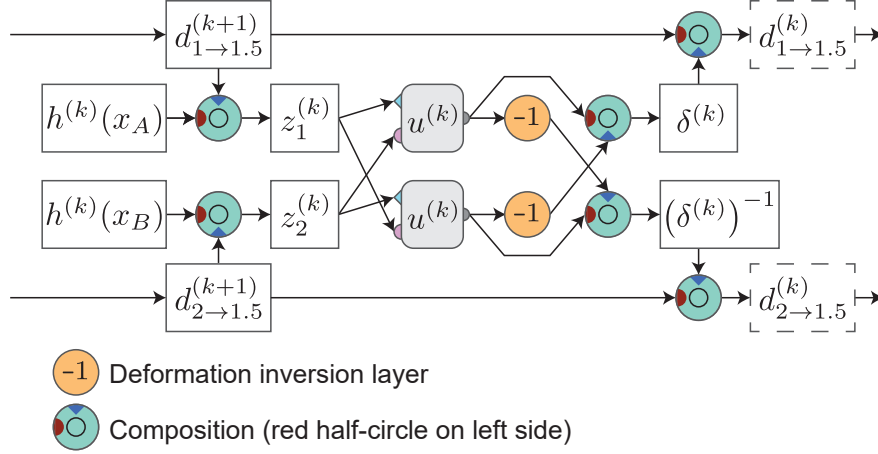 d_{1→1.5}^{(k+1)} ∘ d_{1→1.5}^{(k)}
h^{(k)}(x_A) ∘ z_1^{(k)} u^{(k)} -1 ∘ δ^{(k)}
h^{(k)}(x_B) ∘ z_2^{(k)} u^{(k)} -1 ∘ (δ^{(k)})^{-1}
d_{2→1.5}^{(k+1)} ∘ d_{2→1.5}^{(k)}
-1 Deformation inversion layer
∘ Composition (red half-circle on left side)